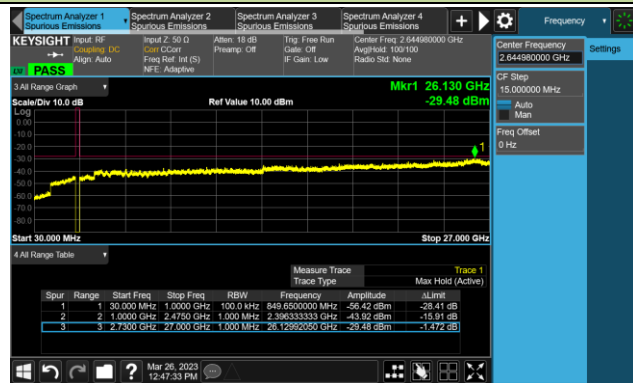 Spectrum Analyzer 1
Spurious Emissions
Spectrum Analyzer 2
Spurious Emissions
Spectrum Analyzer 3
Spurious Emissions
Spectrum Analyzer 4
Spurious Emissions
Frequency
KEYSIGHT
Input: RF
Coupling: DC
Align: Auto
Input Z: 50 Ω
Corr CCorr
Freq Ref: Int (S)
NFE: Adaptive
Atten: 18 dB
Preamp: Off
Trig: Free Run
Gate: Off
IF Gain: Low
Center Freq: 2.644980000 GHz
Avg|Hold: 100/100
Radio Std: None
PASS
Center Frequency
2.644980000 GHz
Settings
CF Step
15.000000 MHz
Auto
Man
Freq Offset
0 Hz
3 All Range Graph
Mkr1 26.130 GHz
Scale/Div 10.0 dB
Ref Value 10.00 dBm
-29.48 dBm
Log
0.00
-10.0
-20.0
-30.0
-40.0
-50.0
-60.0
-70.0
-80.0
1
Start 30.000 MHz
Stop 27.000 GHz
4 All Range Table
Measure Trace Trace 1
Trace Type Max Hold (Active)
Spur Range Start Freq Stop Freq RBW Frequency Amplitude ΔLimit
1 1 30.000 MHz 1.0000 GHz 100.0 kHz 849.6500000 MHz -56.42 dBm -28.41 dB
2 2 1.0000 GHz 2.4750 GHz 1.000 MHz 2.396333333 GHz -43.92 dBm -15.91 dB
3 3 2.7300 GHz 27.000 GHz 1.000 MHz 26.12992050 GHz -29.48 dBm -1.472 dB
Mar 26, 2023
12:47:33 PM